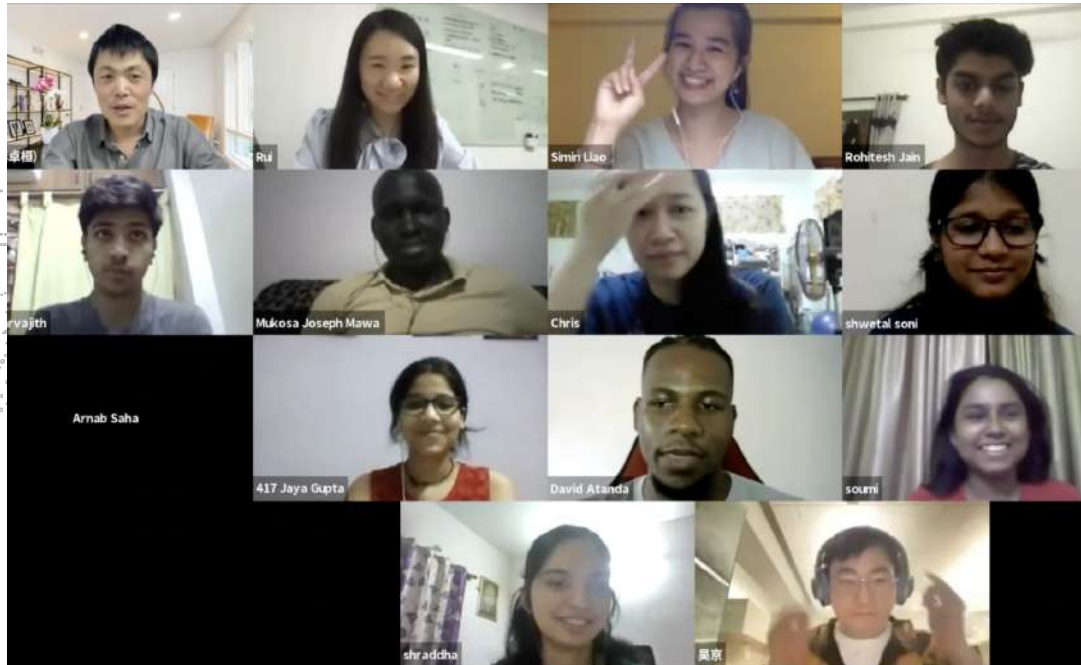 卓相)
Rui
Simin Liao
Rohitesh Jain
rvajith
Mukosa Joseph Mawa
Chris
shwetal soni
Arnab Saha
417 Jaya Gupta
David Atanda
soumi
shraddha
吴京